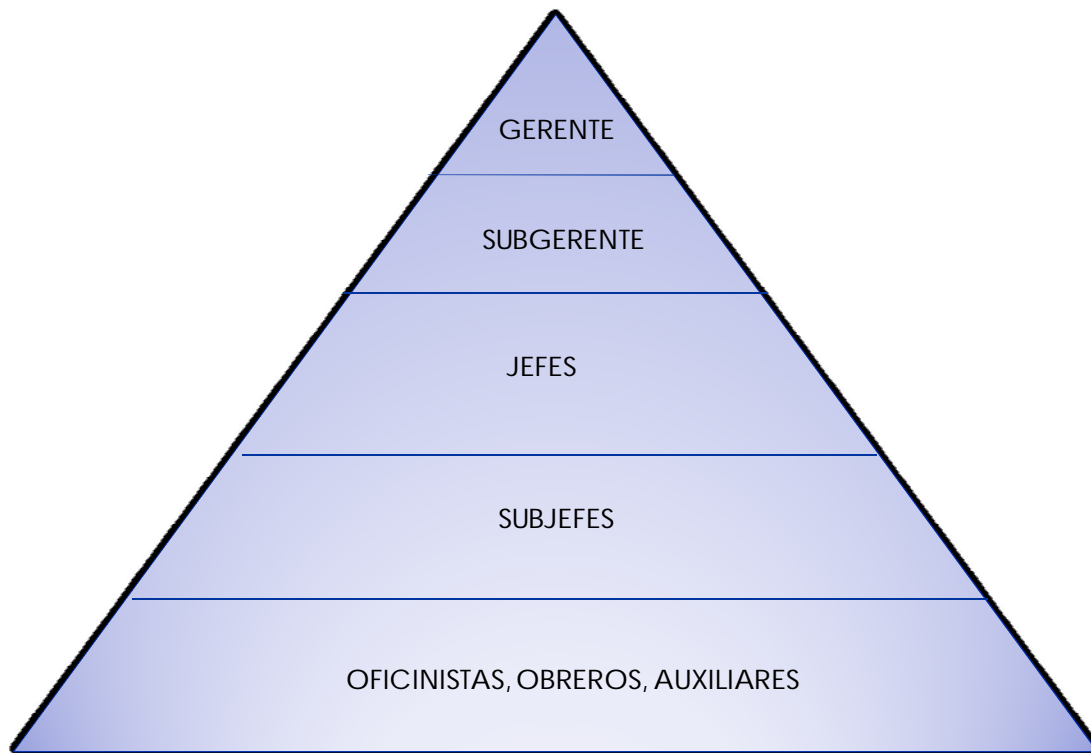 GERENTE
SUBGERENTE
JEFES
SUBJEFES
OFICINISTAS, OBREROS, AUXILIARES